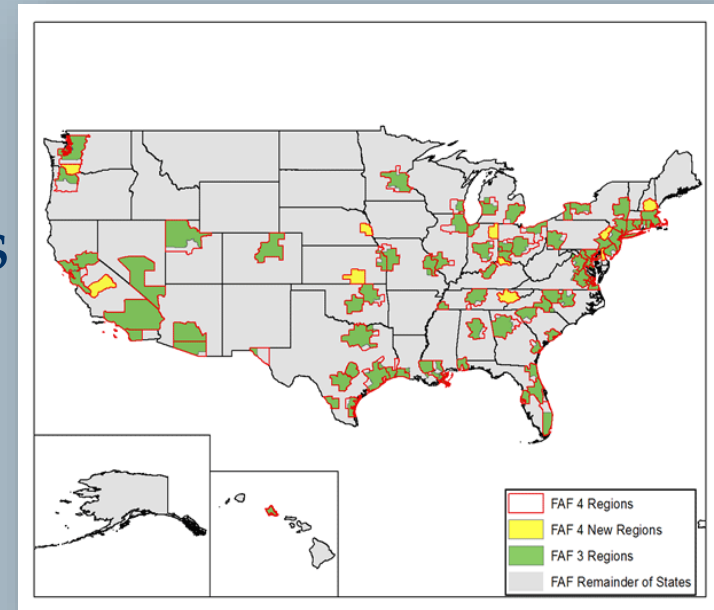 s
FAF 4 Regions
FAF 4 New Regions
FAF 3 Regions
FAF Remainder of States